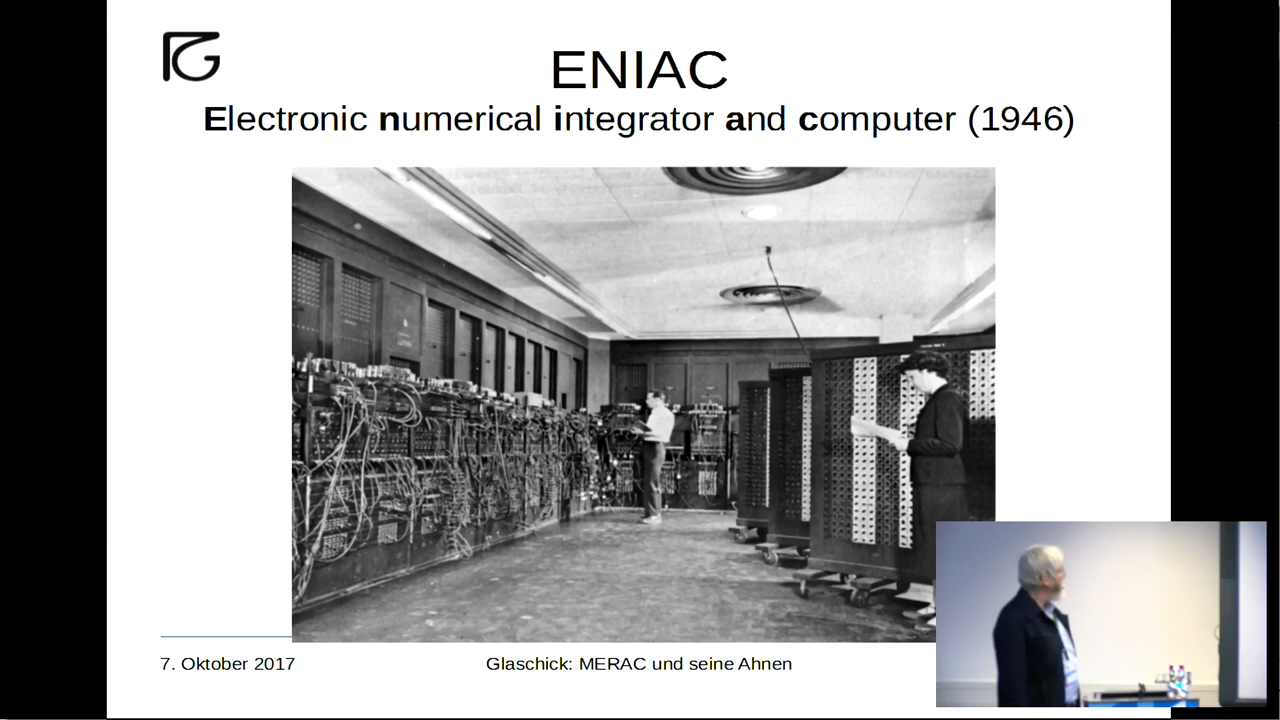 ENIAC
Electronic numerical integrator and computer (1946)
7. Oktober 2017
Glaschick: MERAC und seine Ahnen